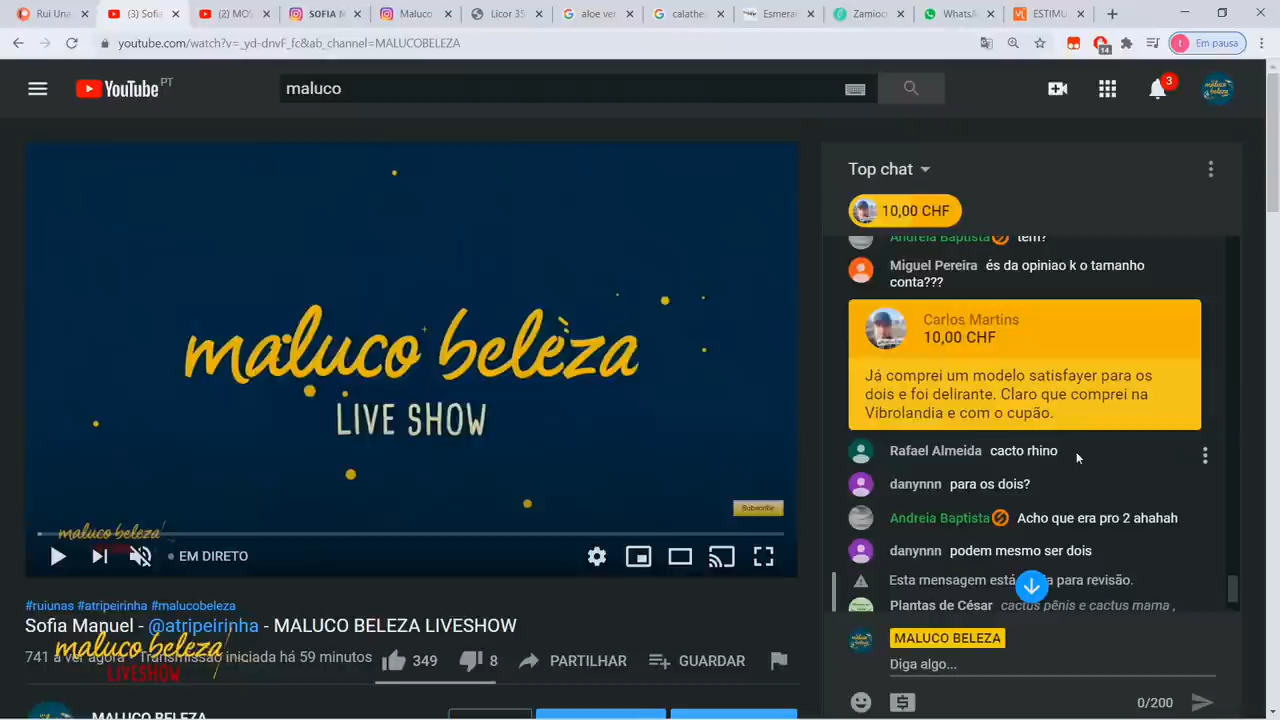 Rui Una
(3) Sofia
(2) MOS
SOFIA M
Maluco
Licor 35
aloe ver
calathe
Esmeral
Zamioc
WhatsA
ESTIMU
youtube.com/watch?v=_yd-dnvF_fc&ab_channel=MALUCOBELEZA
14
t Em pausa
YouTube PT
maluco
3
maluco beleza
LIVE SHOW
Subscribe
maluco beleza
EM DIRETO
#ruiunas #atripeirinha #malucobeleza
Sofia Manuel - @atripeirinha - MALUCO BELEZA LIVESHOW
741 a ver agora Transmissão iniciada há 59 minutos
349
8
PARTILHAR
GUARDAR
maluco beleza
LIVESHOW
MALUCO BELEZA
Top chat
10,00 CHF
Andreia Baptista tem?
Miguel Pereira és da opiniao k o tamanho
conta???
Carlos Martins
10,00 CHF
Já comprei um modelo satisfayer para os
dois e foi delirante. Claro que comprei na
Vibrolandia e com o cupão.
Rafael Almeida cacto rhino
danynnn para os dois?
Andreia Baptista Acho que era pro 2 ahahah
danynnn podem mesmo ser dois
Esta mensagem está para revisão.
Plantas de César cactus pênis e cactus mama ,
MALUCO BELEZA
Diga algo...
0/200